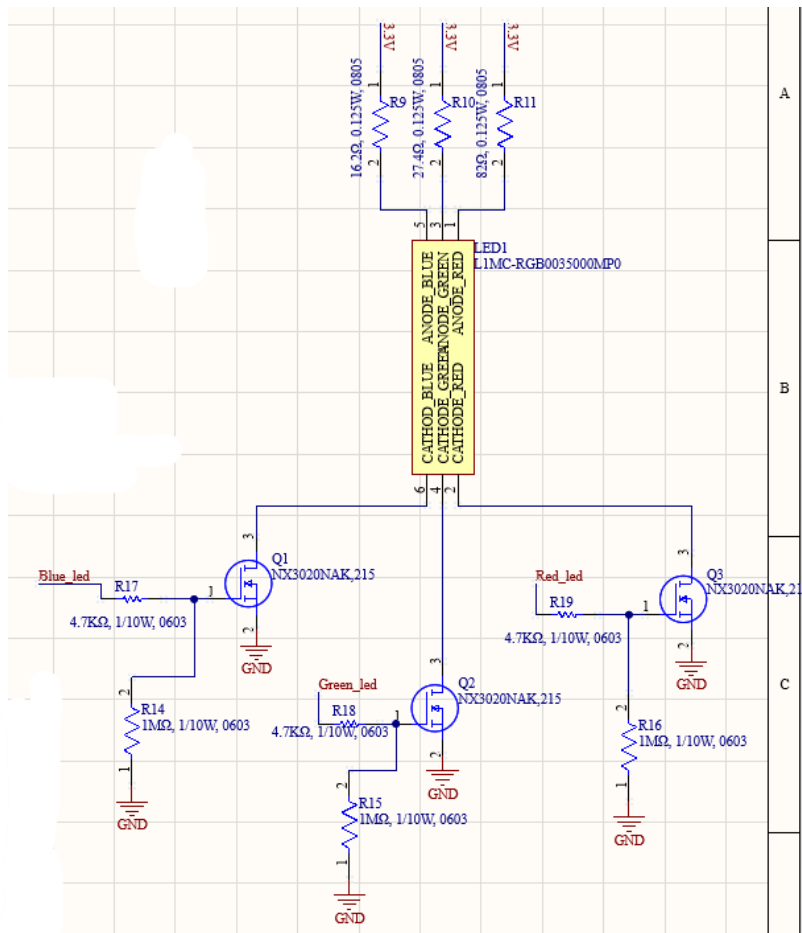 3.3V
3.3V
3.3V
1
1
1
R9
R10
R11
16.2Ω, 0.125W, 0805
27.4Ω, 0.125W, 0805
82Ω, 0.125W, 0805
2
2
2
A
5
3
1
LED1
L1MC-RGB0035000MP0
ANODE_BLUE
ANODE_GREEN
ANODE_RED
CATHOD_BLUE
CATHODE_GREEN
CATHODE_RED
B
6
4
2
3
Q1
NX3020NAK,215
Blue_led
R17
1
4.7KΩ, 1/10W, 0603
2
GND
3
Q3
NX3020NAK,21
Red_led
R19
1
4.7KΩ, 1/10W, 0603
2
GND
3
Q2
NX3020NAK,215
Green_led
R18
1
4.7KΩ, 1/10W, 0603
2
GND
C
2
R14
1MΩ, 1/10W, 0603
1
GND
2
R16
1MΩ, 1/10W, 0603
1
GND
2
R15
1MΩ, 1/10W, 0603
1
GND